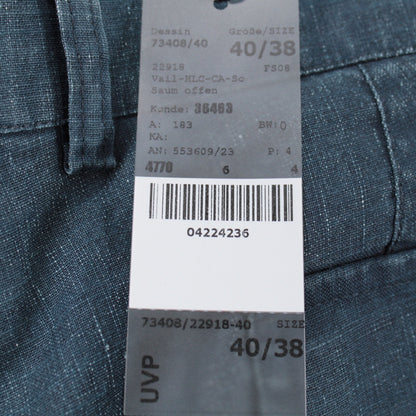 Dessin Größe/SIZE
73408/40 40/38
22918 FS08
Vail-HLC-CA-So
Saum offen
Kunde: 36463
A: 183 BW: 0
KA:
AN: 553609/23 P: 4
4770 6 4
04224236
73408/22918-40 SIZE
40/38
UVP